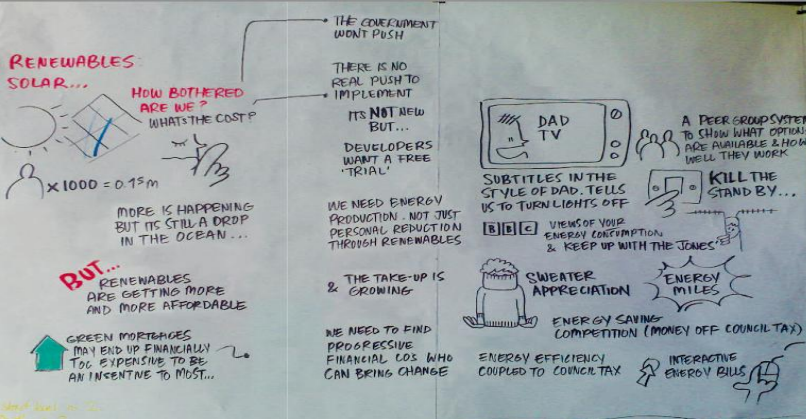 RENEWABLES:
SOLAR...
HOW BOTHERED
ARE WE?
WHATS THE COST?
X 1000 = 0.15M
MORE IS HAPPENING
BUT ITS STILL A DROP
IN THE OCEAN...
BUT...
RENEWABLES
ARE GETTING MORE
AND MORE AFFORDABLE
GREEN MORTGAGES
MAY END UP FINANCIALLY
TOO EXPENSIVE TO BE
AN INSENTIVE TO MOST...
• THE GOVERNMENT
WONT PUSH
THERE IS NO
REAL PUSH TO
• IMPLEMENT
ITS NOT NEW
BUT...
DEVELOPERS
WANT A FREE
'TRIAL'
WE NEED ENERGY
PRODUCTION. NOT JUST
PERSONAL REDUCTION
THROUGH RENEWABLES
& THE TAKE-UP IS
GROWING
WE NEED TO FIND
PROGRESSIVE
FINANCIAL COS WHO
CAN BRING CHANGE
DAD
TV
SUBTITLES IN THE
STYLE OF DAD. TELLS
US TO TURN LIGHTS OFF
BBC VIEWS OF YOUR
ENERGY CONSUMPTION
& KEEP UP WITH THE JONES'
SWEATER
APPRECIATION
ENERGY
MILES
ENERGY SAVING
COMPETITION (MONEY OFF COUNCIL TAX)
ENERGY EFFICIENCY
COUPLED TO COUNCIL TAX
INTERACTIVE
ENERGY BILLS
A PEER GROUP SYSTEM
TO SHOW WHAT OPTION
ARE AVAILABLE & HOW
WELL THEY WORK
KILL THE
STAND BY...